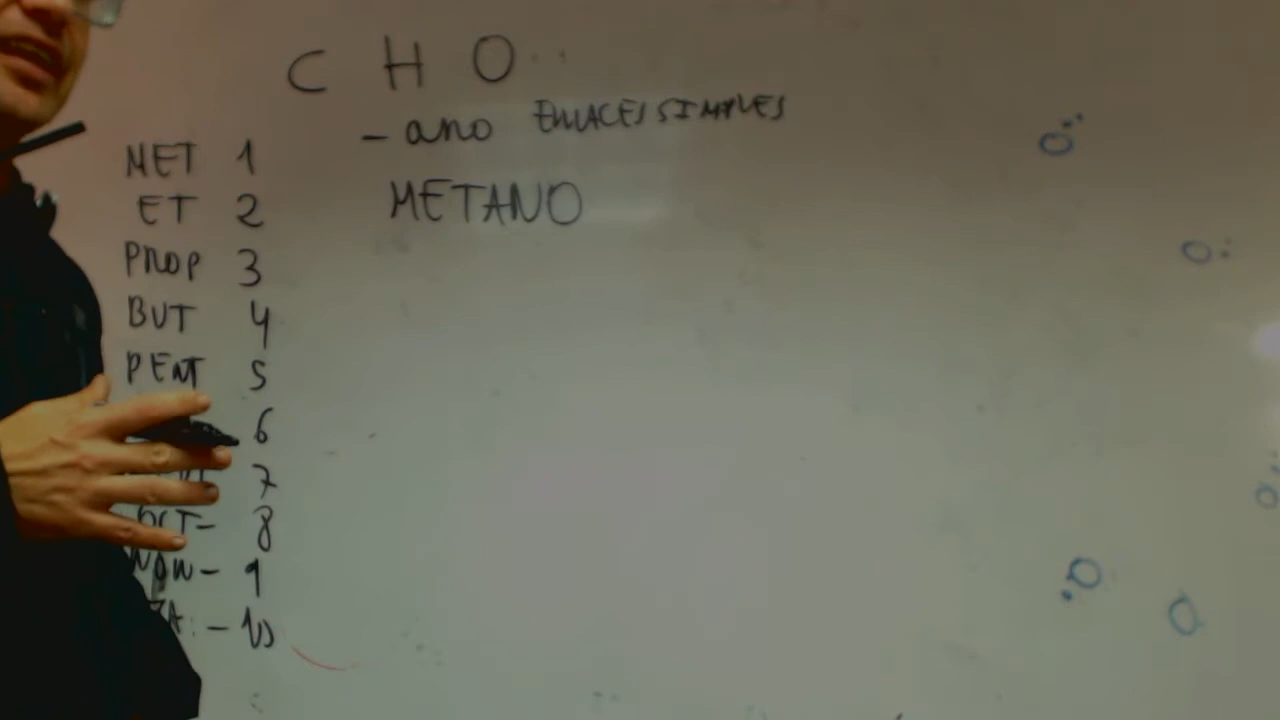 C H O
- ano ENLACES SIMPLES
METANO
MET 1
ET 2
PROP 3
BUT 4
PENT 5
6
7
OCT- 8
NON- 9
- 10